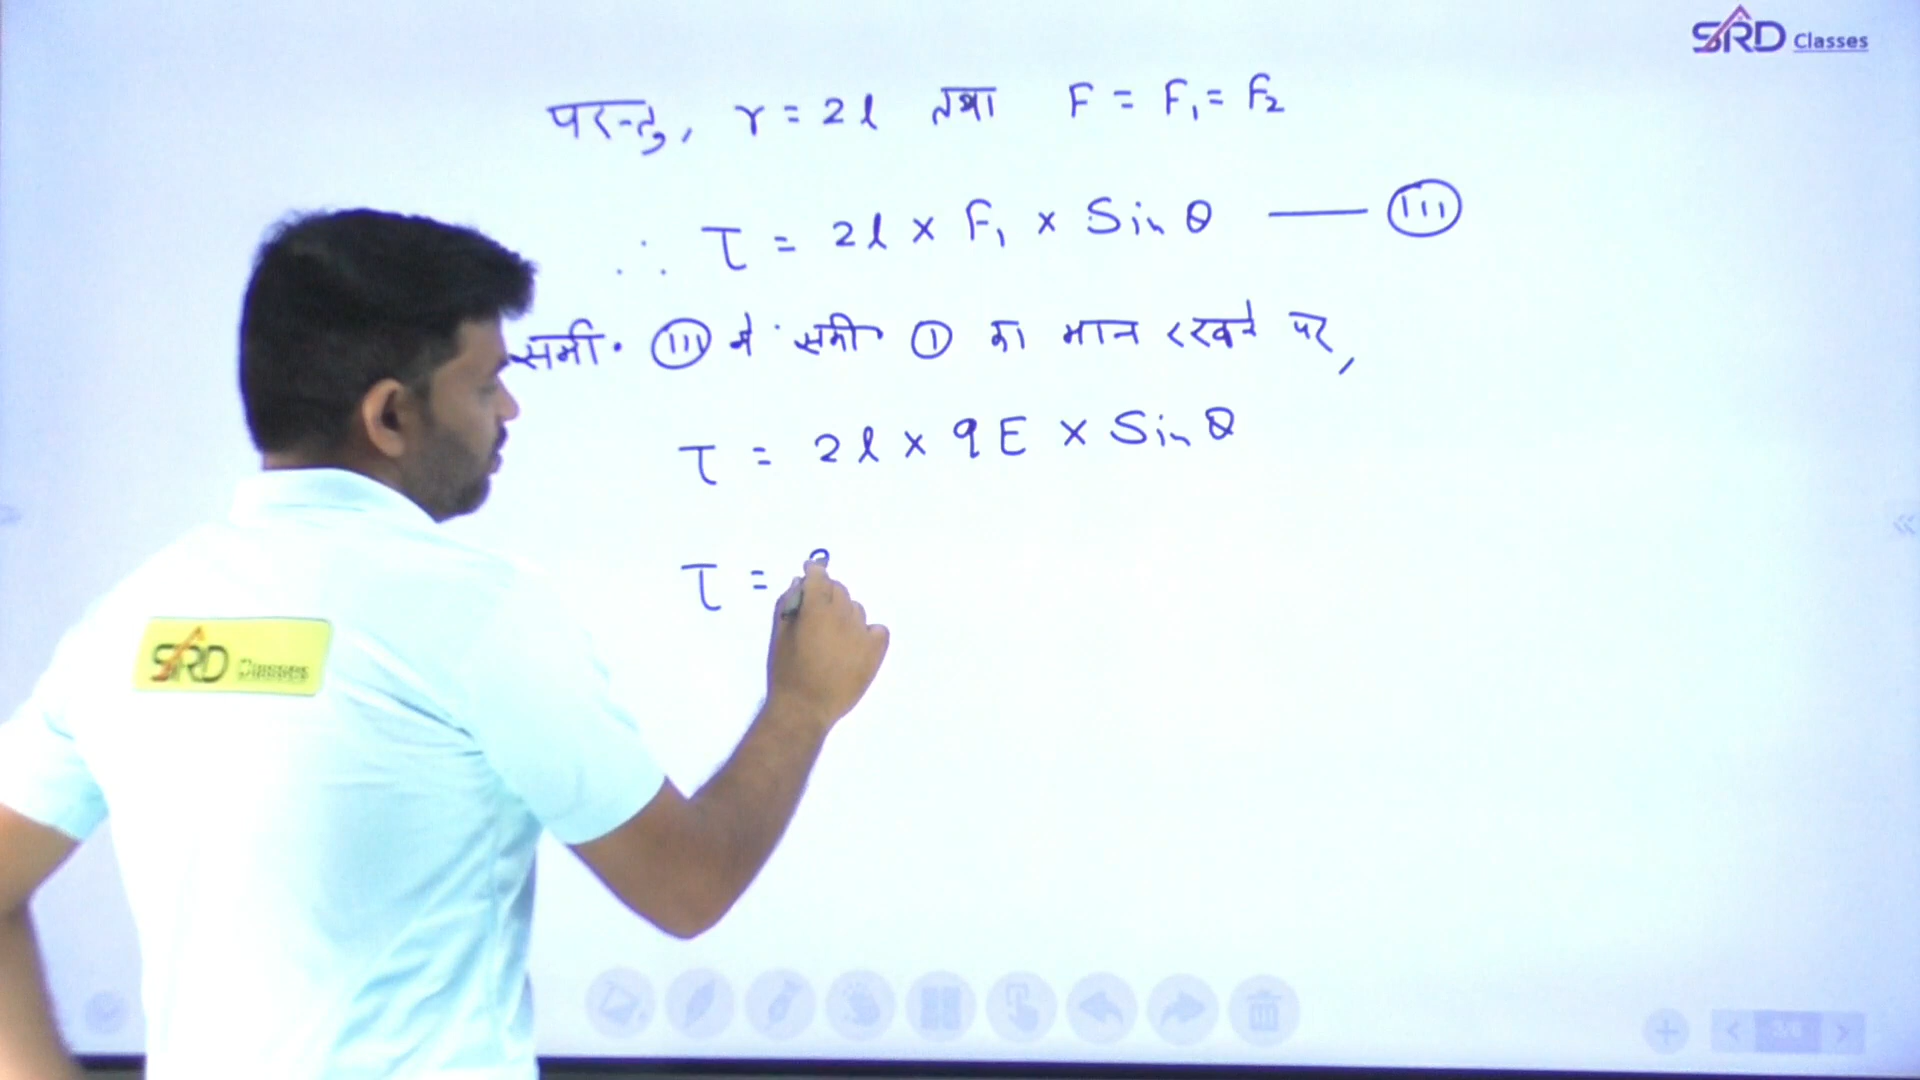 SRD Classes
परन्तु, r = 2l तथा F = F₁ = F₂
∴ τ = 2l × F₁ × Sin θ —— (III)
समी. (III) में समी (I) का मान रखने पर,
τ = 2l × qE × Sin θ
τ =
SRD Classes